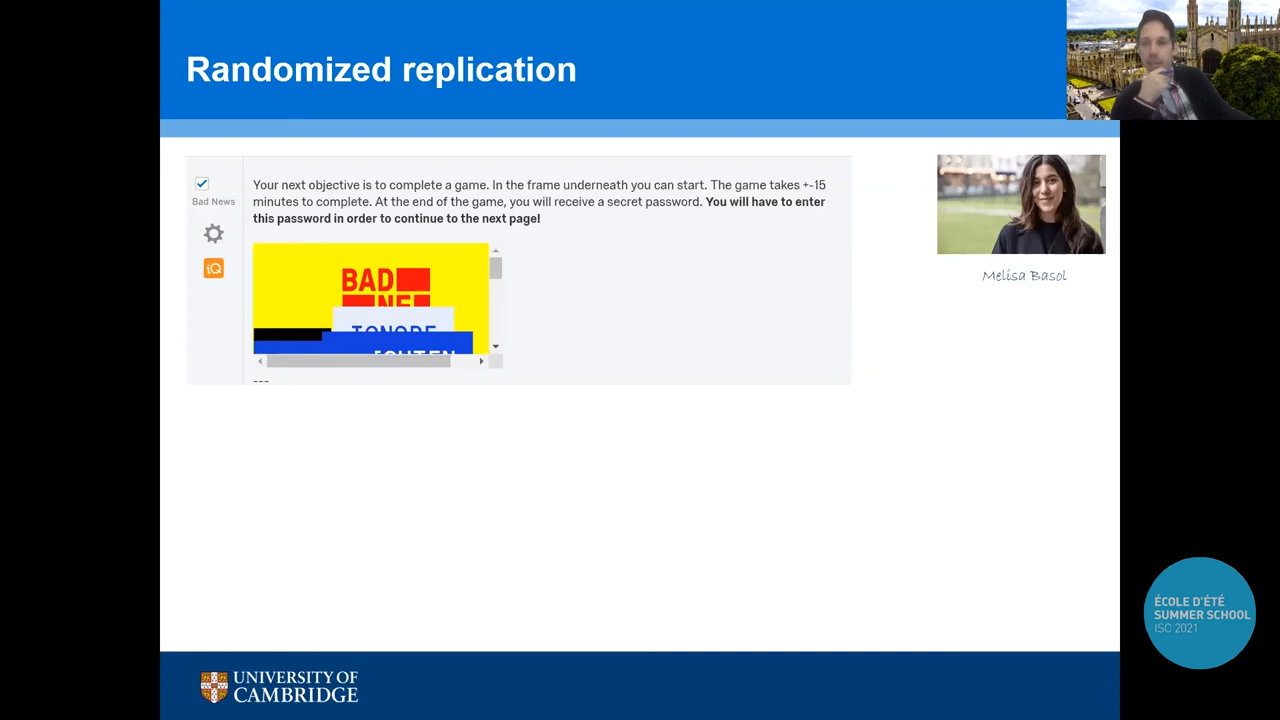 Randomized replication
Bad News
Your next objective is to complete a game. In the frame underneath you can start. The game takes +-15
minutes to complete. At the end of the game, you will receive a secret password. You will have to enter
this password in order to continue to the next page!
iQ
BAD
NE
IGNORE
---
Melisa Basol
ÉCOLE D'ÉTÉ
SUMMER SCHOOL
ISC 2021
UNIVERSITY OF
CAMBRIDGE